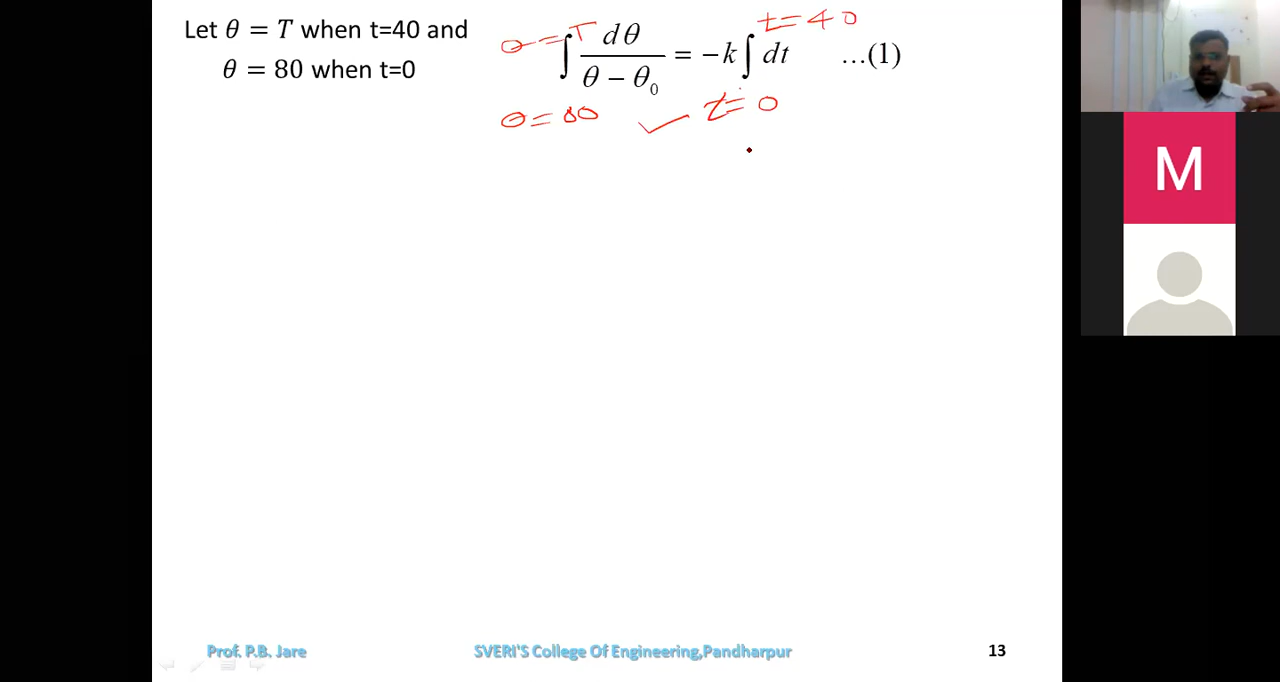 Let θ = T when t=40 and
θ = 80 when t=0
θ = T
t = 40
∫ dθ / (θ − θ₀) = −k ∫ dt ...(1)
θ = 80
t = 0
M
Prof. P.B. Jare
SVERI'S College Of Engineering,Pandharpur
13